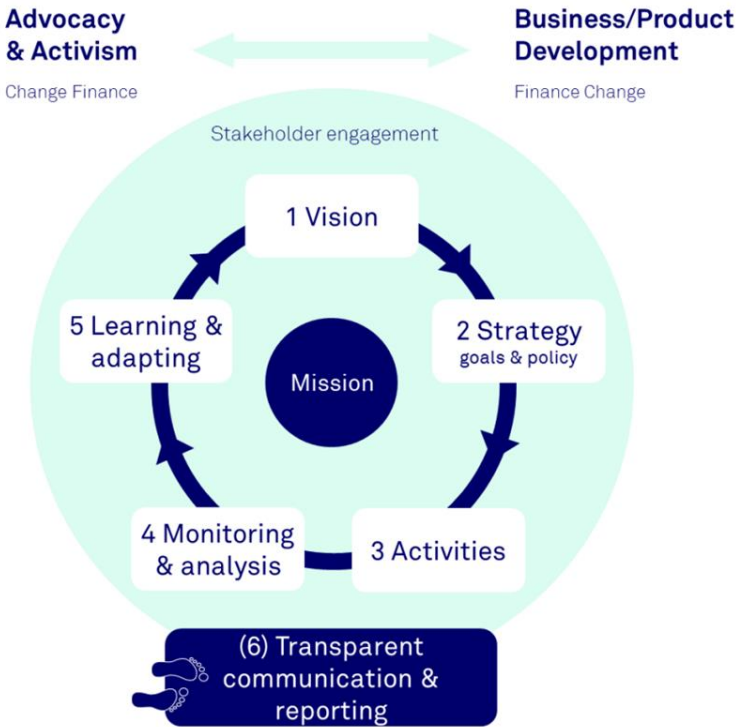 Advocacy
& Activism
Change Finance
Business/Product
Development
Finance Change
Stakeholder engagement
1 Vision
2 Strategy
goals & policy
3 Activities
4 Monitoring
& analysis
5 Learning &
adapting
Mission
(6) Transparent
communication &
reporting